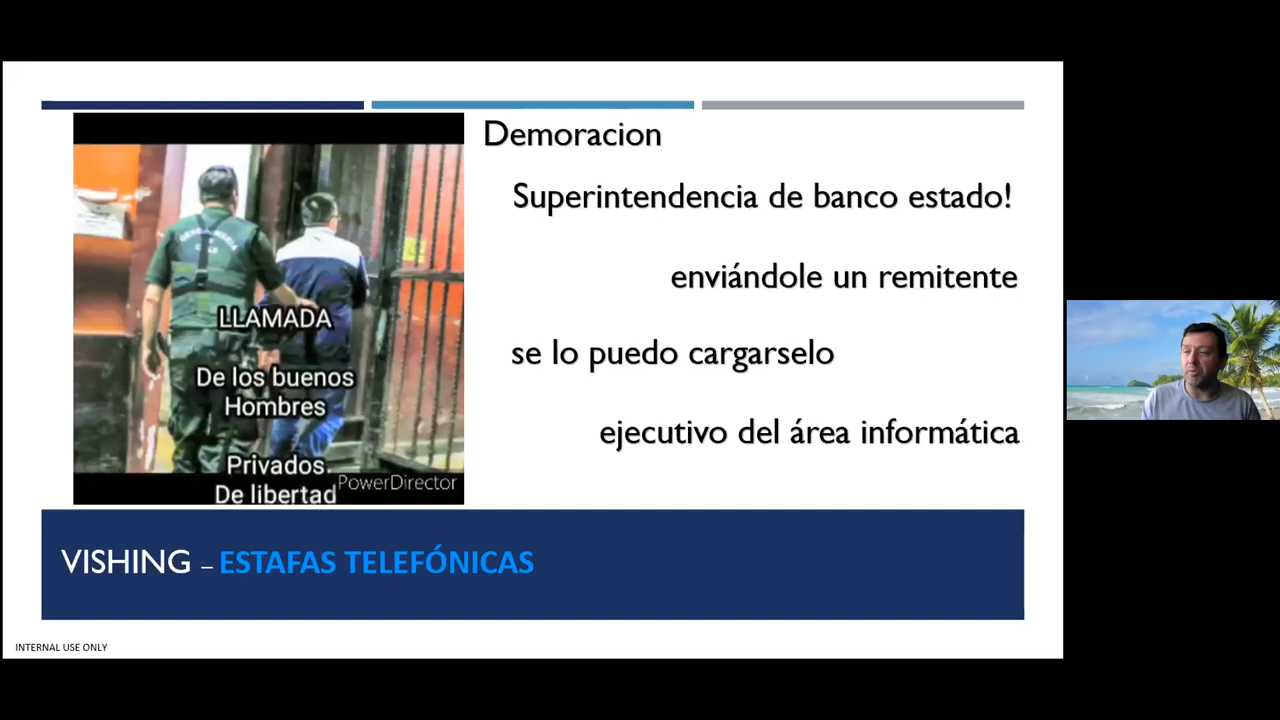 Demoracion
Superintendencia de banco estado!
enviándole un remitente
se lo puedo cargarselo
ejecutivo del área informática
GENDARMERIA
LLAMADA
De los buenos
Hombres
Privados.
De libertad
PowerDirector
VISHING – ESTAFAS TELEFÓNICAS
INTERNAL USE ONLY